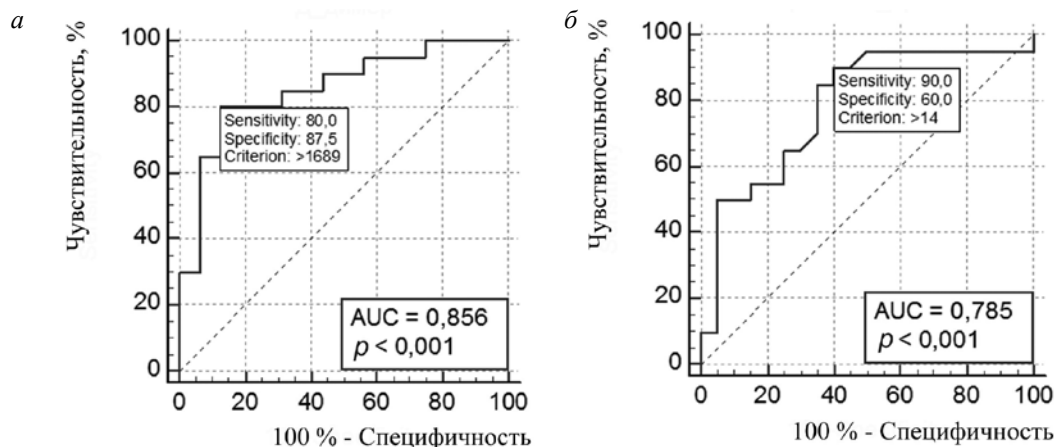 а
Чувствительность, %
100
80
60
40
20
0
Sensitivity: 80,0
Specificity: 87,5
Criterion: >1689
AUC = 0,856
p < 0,001
0 20 40 60 80 100
100 % - Специфичность
б
Чувствительность, %
100
80
60
40
20
0
Sensitivity: 90,0
Specificity: 60,0
Criterion: >14
AUC = 0,785
p < 0,001
0 20 40 60 80 100
100 % - Специфичность